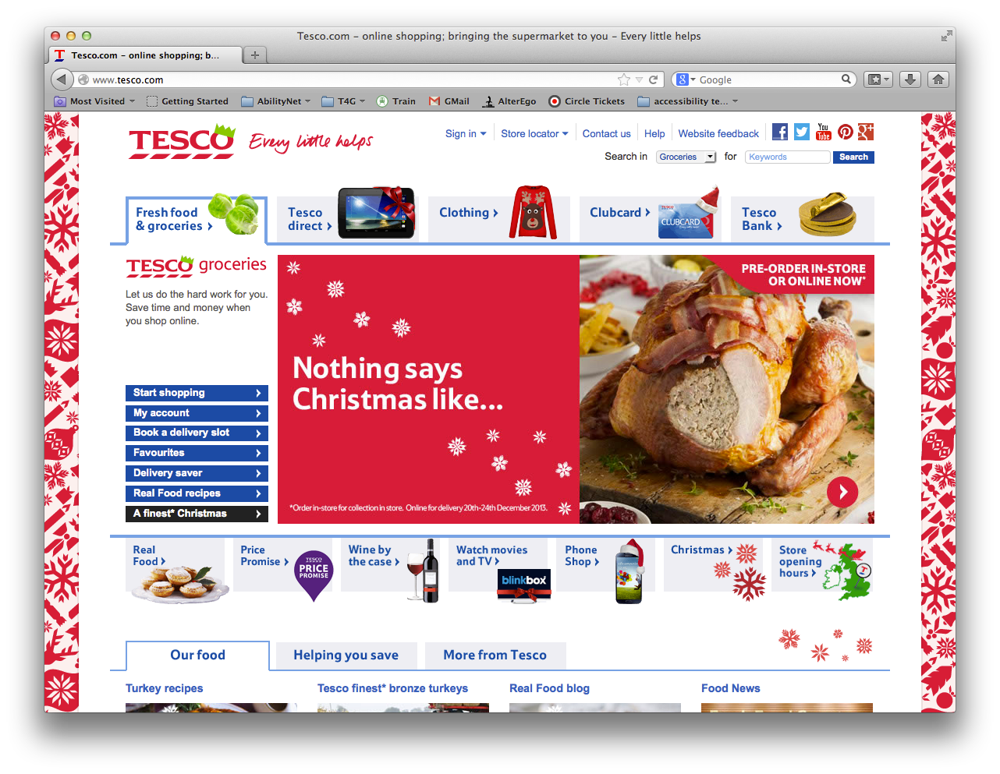 Tesco.com – online shopping; bringing the supermarket to you – Every little helps
Tesco.com – online shopping; b...
www.tesco.com
Google
Most Visited
Getting Started
AbilityNet
T4G
Train
GMail
AlterEgo
Circle Tickets
accessibility te...
TESCO
Every little helps
Sign in
Store locator
Contact us
Help
Website feedback
You
Tube
Search in
Groceries
for
Keywords
Search
Fresh food
& groceries
Tesco
direct
Clothing
Clubcard
TESCO
CLUBCARD
Tesco
Bank
TESCO groceries
Let us do the hard work for you.
Save time and money when
you shop online.
Start shopping
My account
Book a delivery slot
Favourites
Delivery saver
Real Food recipes
A finest* Christmas
Nothing says
Christmas like...
*Order in-store for collection in store. Online for delivery 20th-24th December 2013.
PRE-ORDER IN-STORE
OR ONLINE NOW*
Real
Food
Price
Promise
TESCO
PRICE
PROMISE
Wine by
the case
Watch movies
and TV
blinkbox
Phone
Shop
Christmas
Store
opening
hours
Our food
Helping you save
More from Tesco
Turkey recipes
Tesco finest* bronze turkeys
Real Food blog
Food News